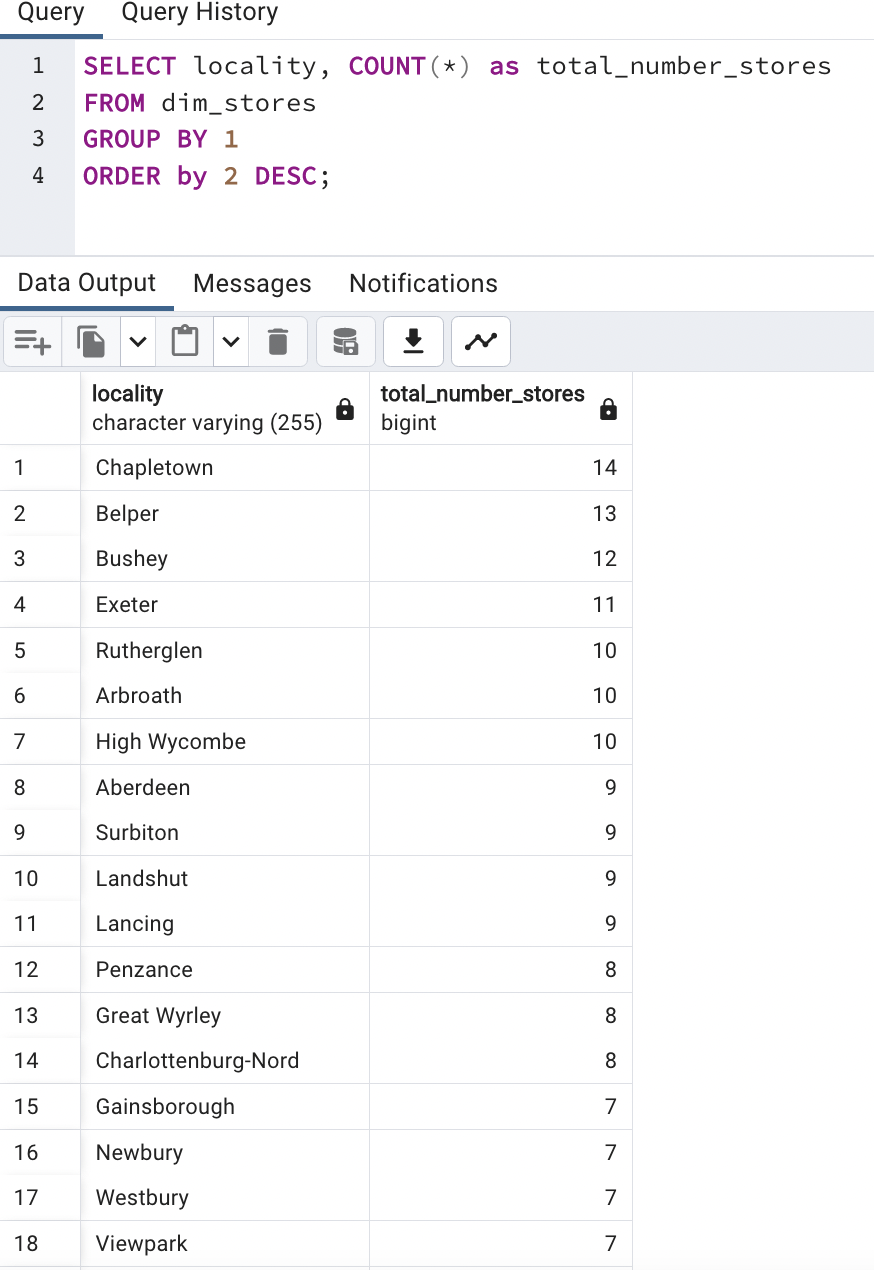 Query Query History
1 SELECT locality, COUNT(*) as total_number_stores
2 FROM dim_stores
3 GROUP BY 1
4 ORDER by 2 DESC;
Data Output Messages Notifications
locality total_number_stores
character varying (255) bigint
1 Chapletown 14
2 Belper 13
3 Bushey 12
4 Exeter 11
5 Rutherglen 10
6 Arbroath 10
7 High Wycombe 10
8 Aberdeen 9
9 Surbiton 9
10 Landshut 9
11 Lancing 9
12 Penzance 8
13 Great Wyrley 8
14 Charlottenburg-Nord 8
15 Gainsborough 7
16 Newbury 7
17 Westbury 7
18 Viewpark 7